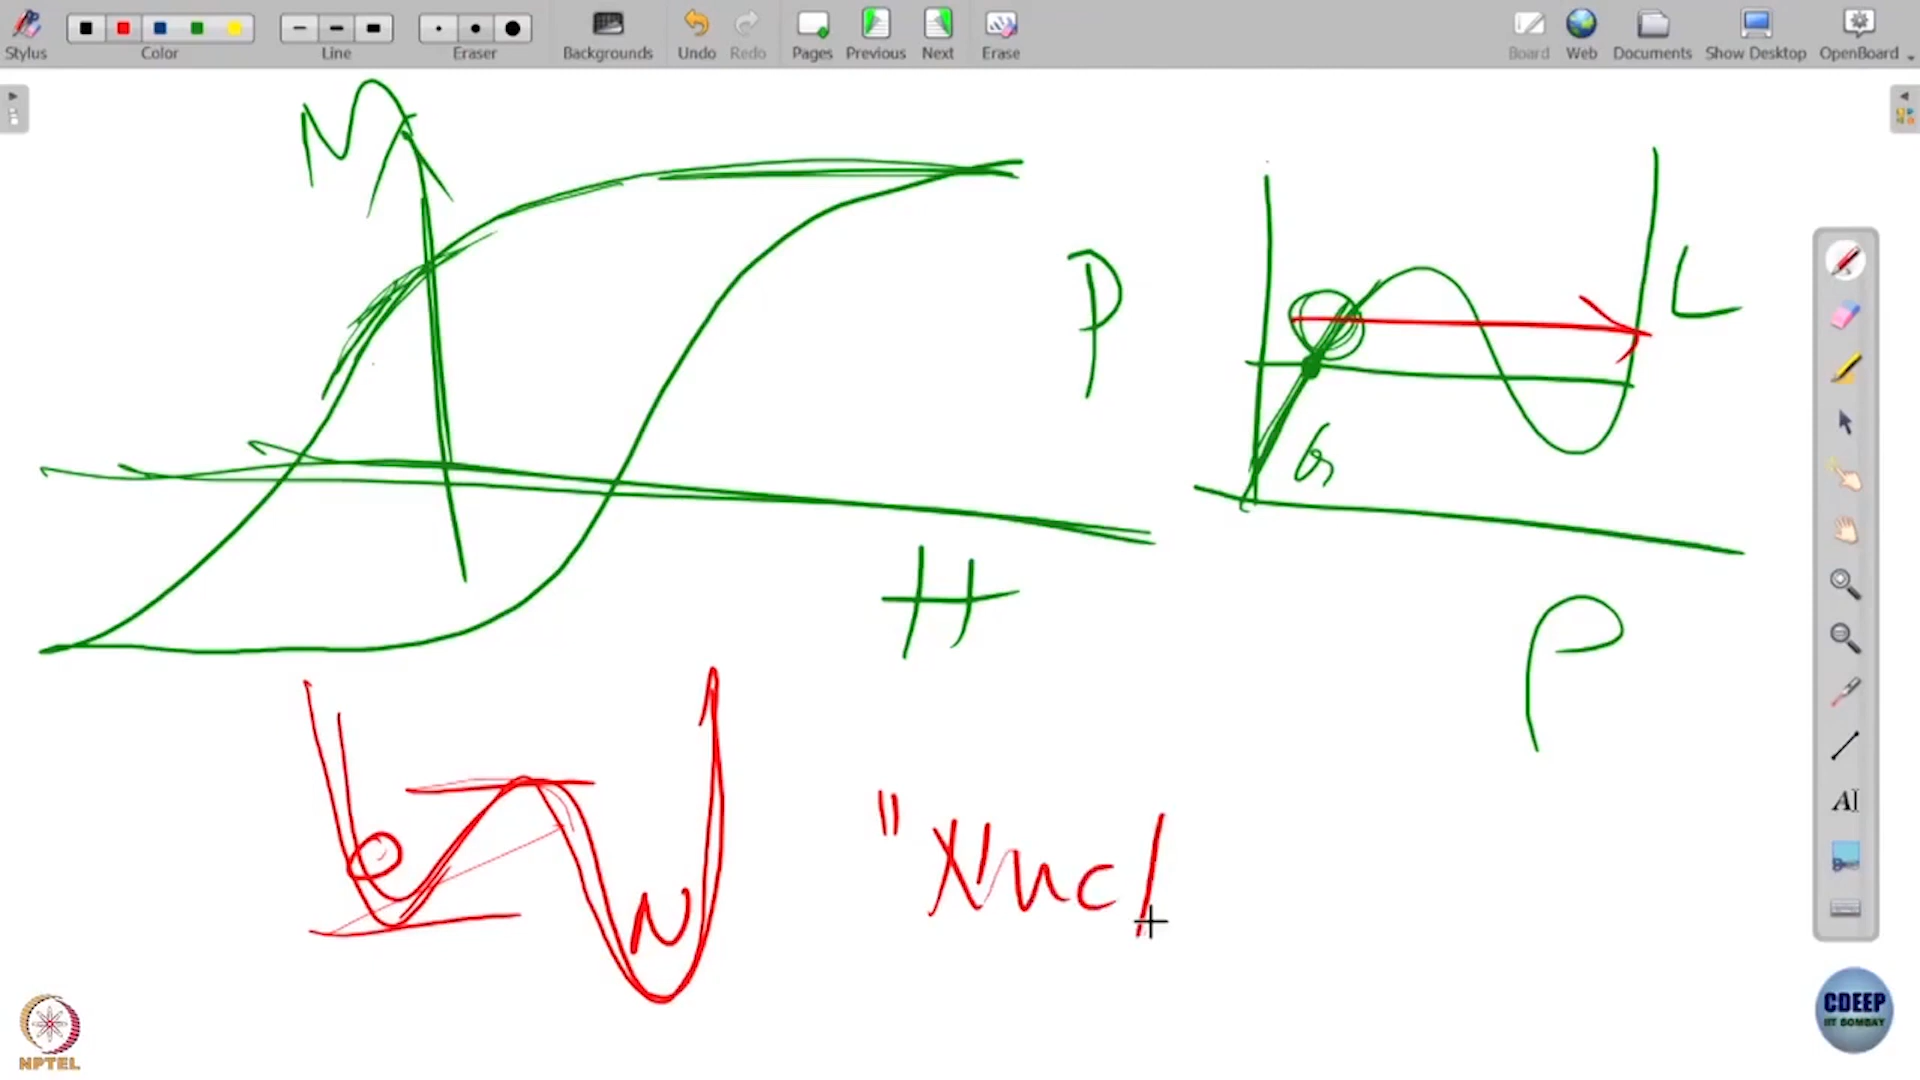 Stylus Color Line Eraser Backgrounds Undo Redo Pages Previous Next Erase Board Web Documents Show Desktop OpenBoard
M
P
L
G
H
ρ
N
"Nucl
CDEEP
IIT BOMBAY
NPTEL